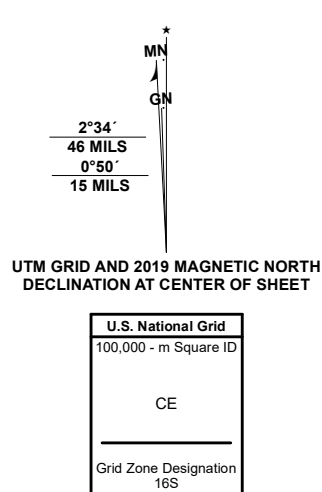 ★
MN
GN
2°34´
46 MILS
0°50´
15 MILS
UTM GRID AND 2019 MAGNETIC NORTH
DECLINATION AT CENTER OF SHEET
U.S. National Grid
100,000 - m Square ID
CE
Grid Zone Designation
16S